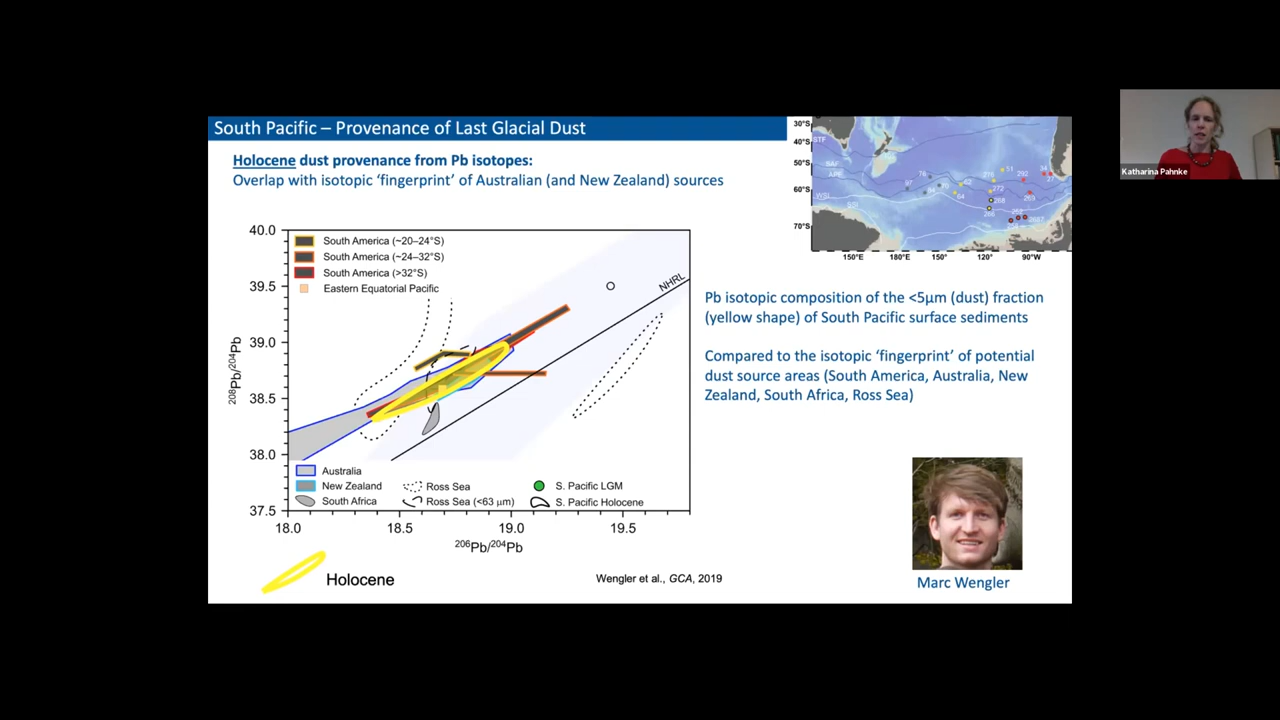 South Pacific – Provenance of Last Glacial Dust
Holocene dust provenance from Pb isotopes:
Overlap with isotopic ‘fingerprint’ of Australian (and New Zealand) sources
40.0
39.5
39.0
38.5
38.0
37.5
208Pb/204Pb
South America (~20–24°S)
South America (~24–32°S)
South America (>32°S)
Eastern Equatorial Pacific
NHRL
Australia
New Zealand
South Africa
Ross Sea
Ross Sea (<63 µm)
S. Pacific LGM
S. Pacific Holocene
18.0 18.5 19.0 19.5
206Pb/204Pb
Holocene
Wengler et al., GCA, 2019
30°S
40°S
50°S
60°S
70°S
STF
SAF
APF
WSI
SSI
150°E 180°E 150° 120° 90°W
Pb isotopic composition of the <5µm (dust) fraction
(yellow shape) of South Pacific surface sediments
Compared to the isotopic ‘fingerprint’ of potential
dust source areas (South America, Australia, New
Zealand, South Africa, Ross Sea)
Marc Wengler
Katharina Pahnke